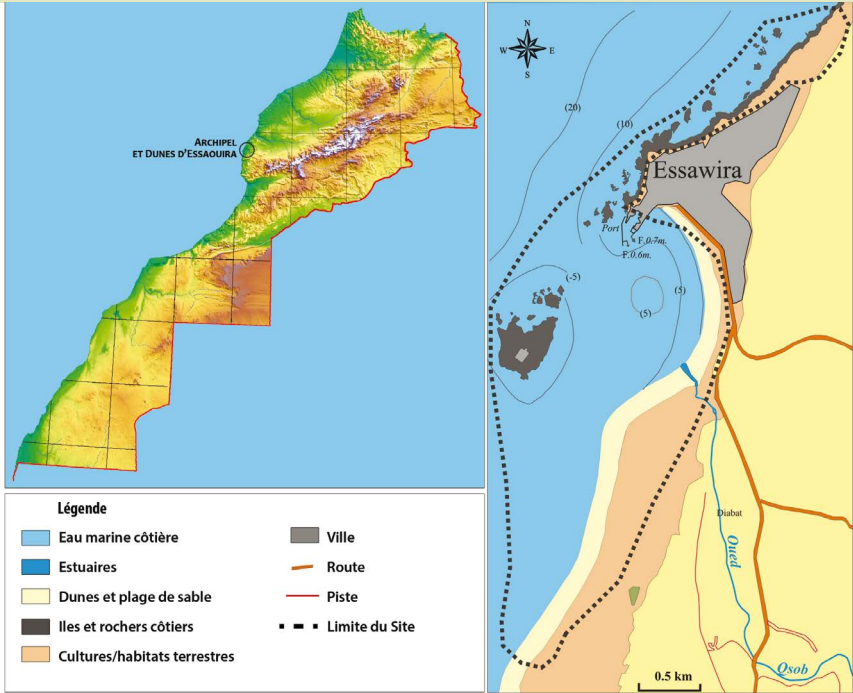 ARCHIPEL
ET DUNES D'ESSAOUIRA
Légende
Eau marine côtière
Estuaires
Dunes et plage de sable
Iles et rochers côtiers
Cultures/habitats terrestres
Ville
Route
Piste
Limite du Site
N
W
E
S
(20)
(10)
Essawira
Port
F.0.7m.
F.0.6m.
(-5)
(5)
(5)
Diabat
Oued
Qsob
0.5 km